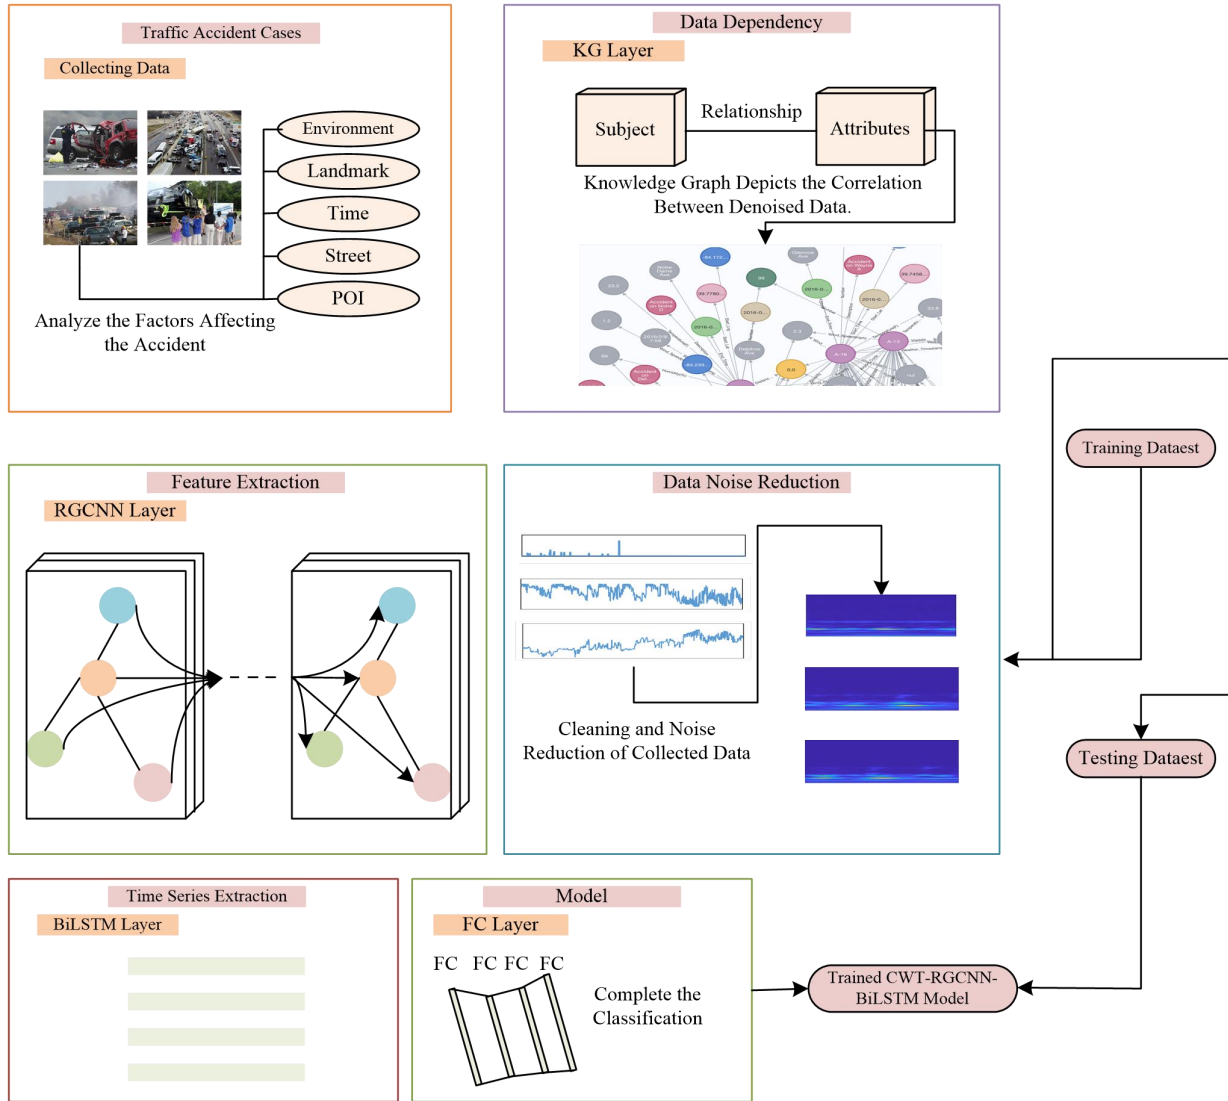 Traffic Accident Cases
Collecting Data
Environment
Landmark
Time
Street
POI
Analyze the Factors Affecting
the Accident
Data Dependency
KG Layer
Subject
Relationship
Attributes
Knowledge Graph Depicts the Correlation
Between Denoised Data.
Training Dataest
Feature Extraction
RGCNN Layer
Data Noise Reduction
Cleaning and Noise
Reduction of Collected Data
Testing Dataest
Time Series Extraction
BiLSTM Layer
Model
FC Layer
FC FC FC FC
Complete the
Classification
Trained CWT-RGCNN-
BiLSTM Model